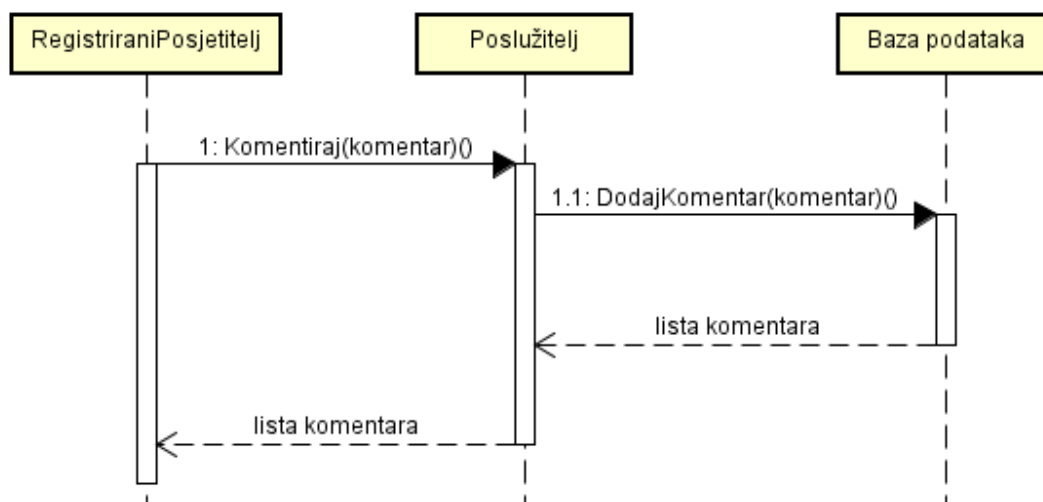 RegistriraniPosjetitelj
Poslužitelj
Baza podataka
1: Komentiraj(komentar)()
1.1: DodajKomentar(komentar)()
lista komentara
lista komentara